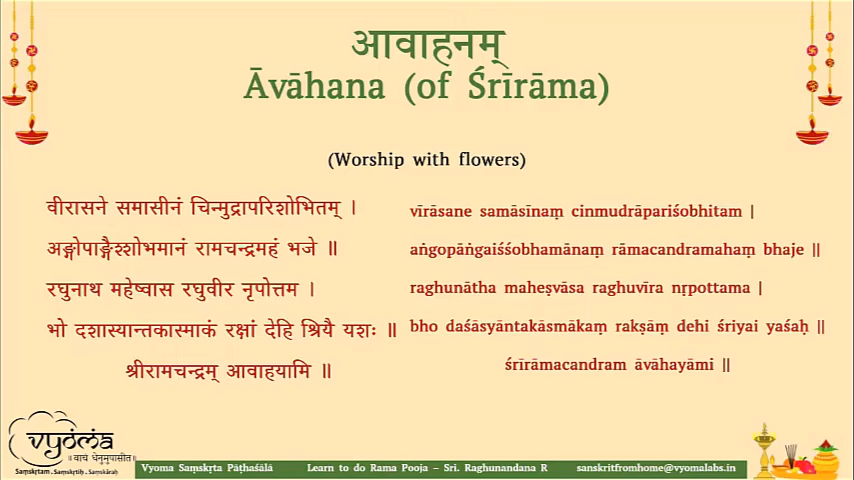 आवाहनम्
Āvāhana (of Śrīrāma)
(Worship with flowers)
वीरासने समासीनं चिन्मुद्रापरिशोभितम् ।
अङ्गोपाङ्गैश्शोभमानं रामचन्द्रमहं भजे ॥
रघुनाथ महेष्वास रघुवीर नृपोत्तम ।
भो दशास्यान्तकास्माकं रक्षां देहि श्रियै यशः ॥
श्रीरामचन्द्रम् आवाहयामि ॥
vīrāsane samāsīnaṃ cinmudrāpariśobhitam |
aṅgopāṅgaiśśobhamānaṃ rāmacandramahaṃ bhaje ||
raghunātha maheṣvāsa raghuvīra nṛpottama |
bho daśāsyāntakāsmākaṃ rakṣāṃ dehi śriyai yaśaḥ ||
śrīrāmacandram āvāhayāmi ||
vyoma
॥ वाचं धेनुमुपासीत ॥
Saṃskṛtam . Saṃskṛtiḥ . Saṃskāraḥ
Vyoma Saṃskṛta Pāṭhaśālā Learn to do Rama Pooja – Sri. Raghunandana R sanskritfromhome@vyomalabs.in